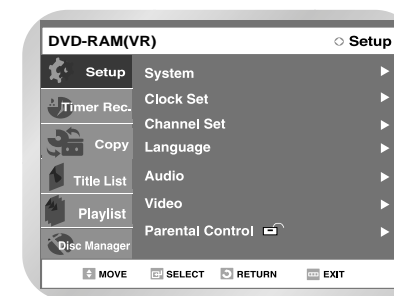 DVD-RAM(VR) Setup
Setup
Timer Rec.
Copy
Title List
Playlist
Disc Manager
System
Clock Set
Channel Set
Language
Audio
Video
Parental Control
MOVE SELECT RETURN EXIT